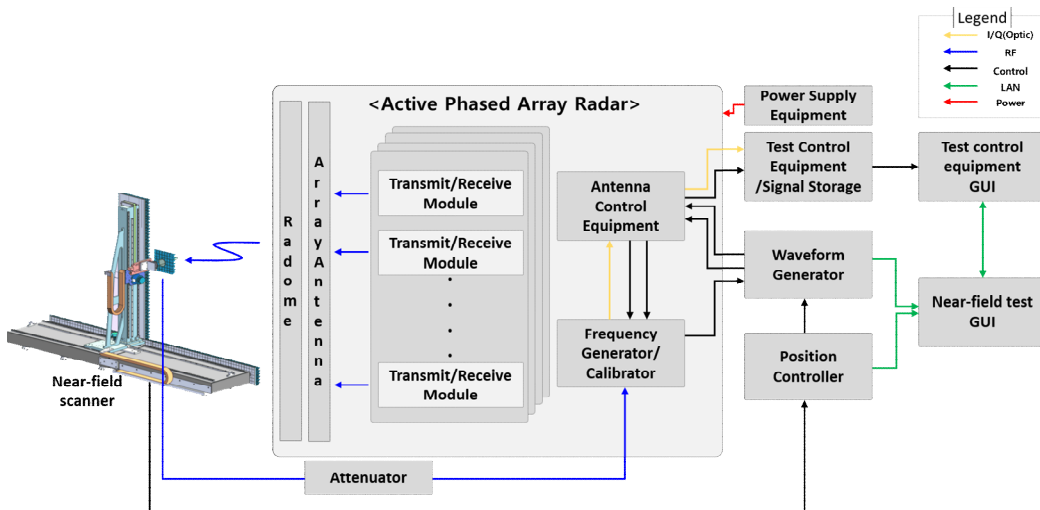 Legend
I/Q(Optic)
RF
Control
LAN
Power
<Active Phased Array Radar>
Radome
ArrayAntenna
Transmit/Receive
Module
Transmit/Receive
Module
Transmit/Receive
Module
Antenna
Control
Equipment
Frequency
Generator/
Calibrator
Power Supply
Equipment
Test Control
Equipment
/Signal Storage
Test control
equipment
GUI
Waveform
Generator
Near-field test
GUI
Position
Controller
Near-field
scanner
Attenuator